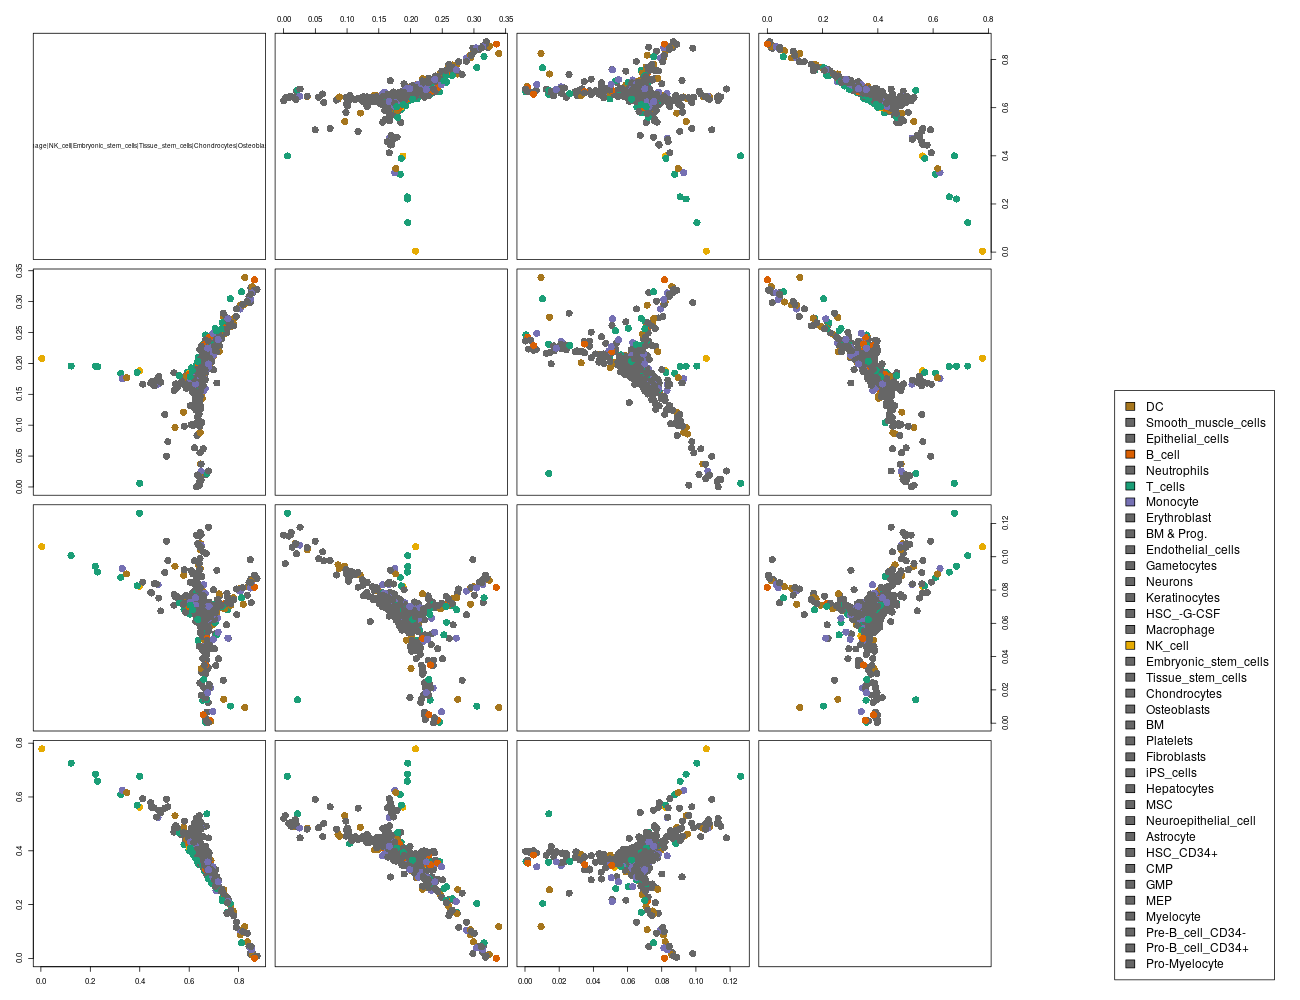 0.00 0.05 0.10 0.15 0.20 0.25 0.30 0.35
0.0 0.2 0.4 0.6 0.8
age|NK_cell|Embryonic_stem_cells|Tissue_stem_cells|Chondrocytes|Osteobla
0.0 0.2 0.4 0.6 0.8
0.00 0.05 0.10 0.15 0.20 0.25 0.30 0.35
0.00 0.02 0.04 0.06 0.08 0.10 0.12
0.0 0.2 0.4 0.6 0.8
0.0 0.2 0.4 0.6 0.8
0.00 0.02 0.04 0.06 0.08 0.10 0.12
DC
Smooth_muscle_cells
Epithelial_cells
B_cell
Neutrophils
T_cells
Monocyte
Erythroblast
BM & Prog.
Endothelial_cells
Gametocytes
Neurons
Keratinocytes
HSC_-G-CSF
Macrophage
NK_cell
Embryonic_stem_cells
Tissue_stem_cells
Chondrocytes
Osteoblasts
BM
Platelets
Fibroblasts
iPS_cells
Hepatocytes
MSC
Neuroepithelial_cell
Astrocyte
HSC_CD34+
CMP
GMP
MEP
Myelocyte
Pre-B_cell_CD34-
Pro-B_cell_CD34+
Pro-Myelocyte